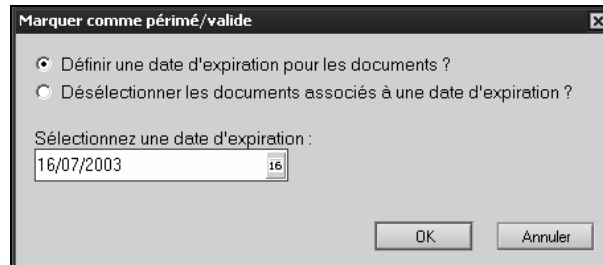 Marquer comme périmé/valide
Définir une date d'expiration pour les documents ?
Désélectionner les documents associés à une date d'expiration ?
Sélectionnez une date d'expiration :
16/07/2003 16
OK Annuler